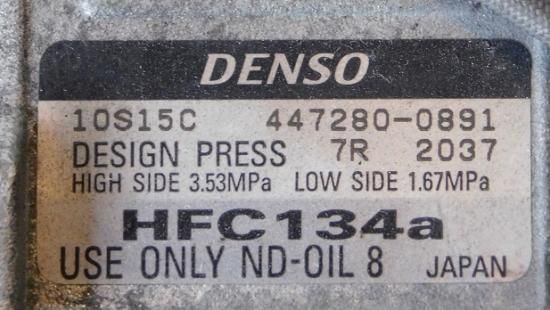 DENSO
10S15C 447280-0891
DESIGN PRESS 7R 2037
HIGH SIDE 3.53MPa LOW SIDE 1.67MPa
HFC134a
USE ONLY ND-OIL 8 JAPAN